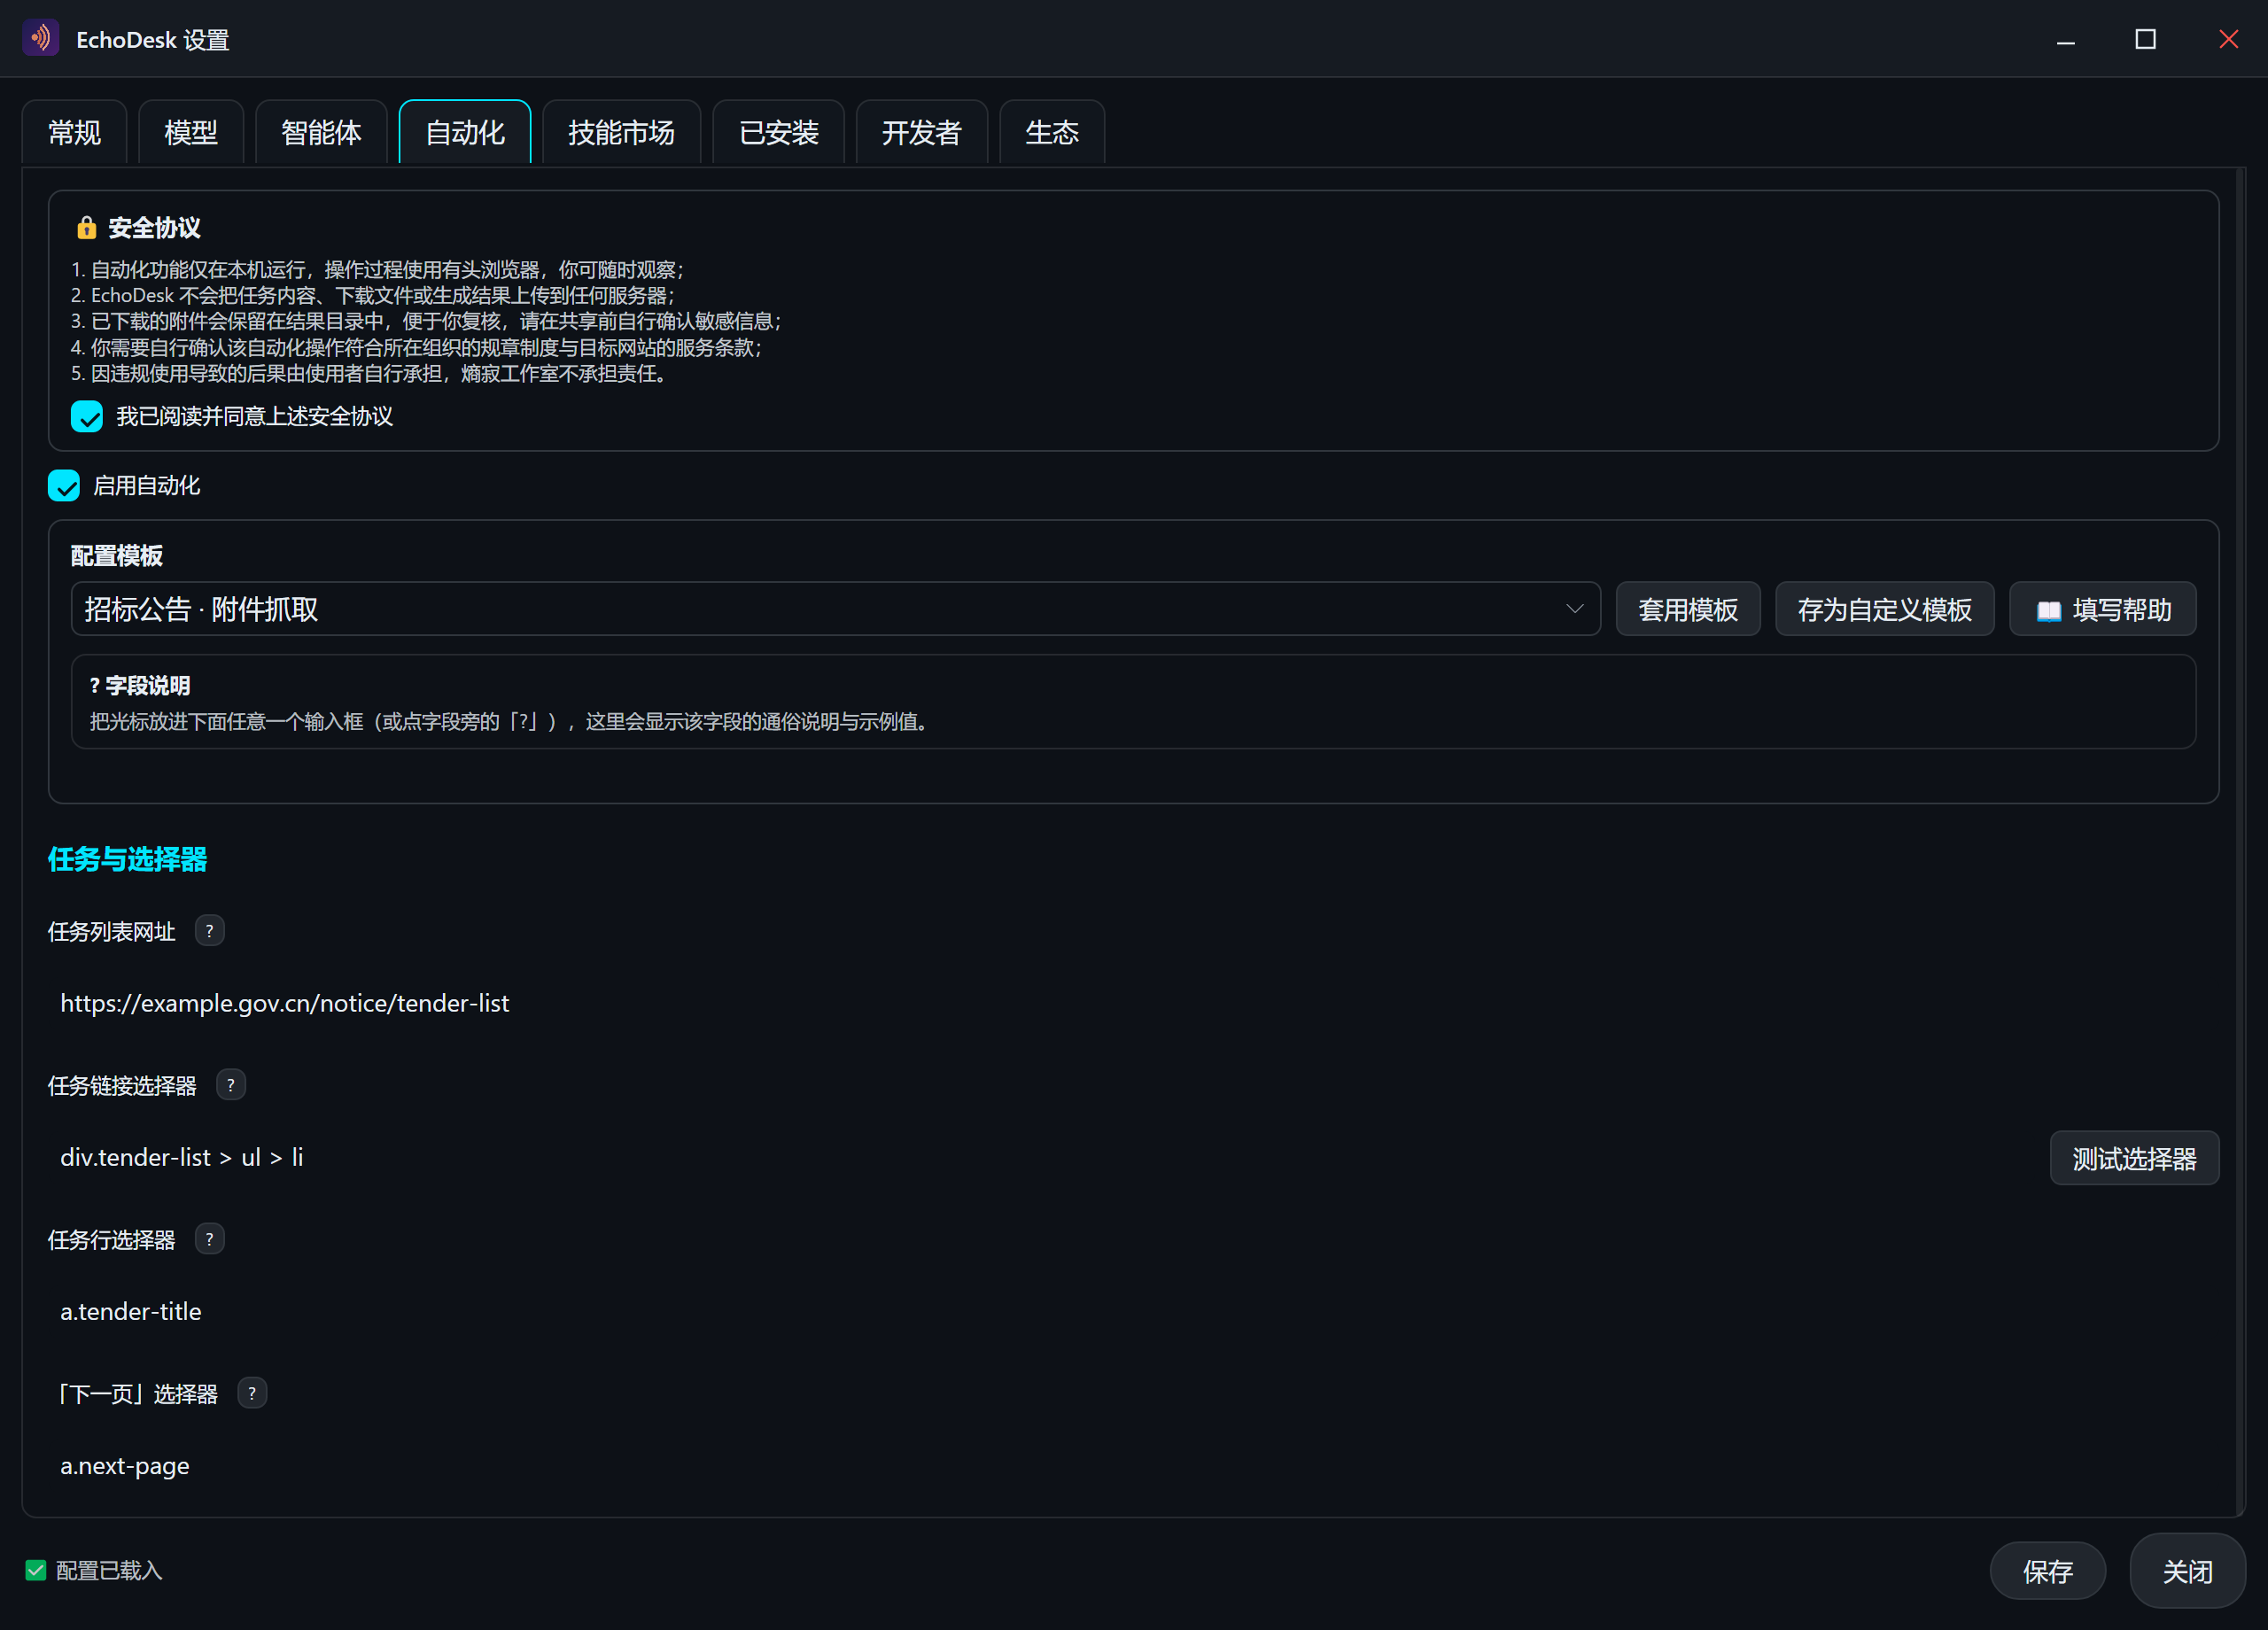 EchoDesk 设置
常规 模型 智能体 自动化 技能市场 已安装 开发者 生态
🔒 安全协议
1. 自动化功能仅在本机运行，操作过程使用有头浏览器，你可随时观察；
2. EchoDesk 不会把任务内容、下载文件或生成结果上传到任何服务器；
3. 已下载的附件会保留在结果目录中，便于你复核，请在共享前自行确认敏感信息；
4. 你需要自行确认该自动化操作符合所在组织的规章制度与目标网站的服务条款；
5. 因违规使用导致的后果由使用者自行承担，熵寂工作室不承担责任。
我已阅读并同意上述安全协议
启用自动化
配置模板
招标公告 · 附件抓取 套用模板 存为自定义模板 📖 填写帮助
? 字段说明
把光标放进下面任意一个输入框（或点字段旁的「?」），这里会显示该字段的通俗说明与示例值。
任务与选择器
任务列表网址 ?
https://example.gov.cn/notice/tender-list
任务链接选择器 ?
div.tender-list > ul > li 测试选择器
任务行选择器 ?
a.tender-title
「下一页」选择器 ?
a.next-page
✅ 配置已载入 保存 关闭